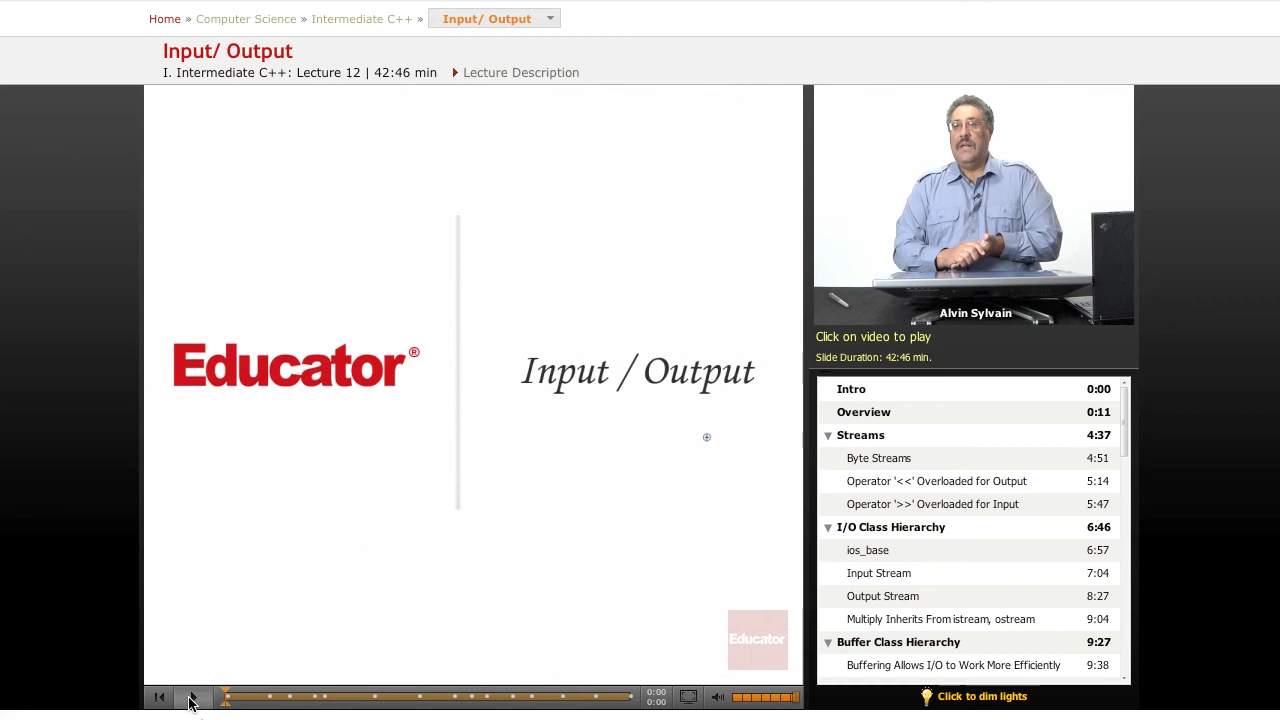 Home » Computer Science » Intermediate C++ » Input/ Output
Input/ Output
I. Intermediate C++: Lecture 12 | 42:46 min Lecture Description
Educator®
Input / Output
Educator
0:00
0:00
Alvin Sylvain
Click on video to play
Slide Duration: 42:46 min.
Intro 0:00
Overview 0:11
Streams 4:37
Byte Streams 4:51
Operator '<<' Overloaded for Output 5:14
Operator '>>' Overloaded for Input 5:47
I/O Class Hierarchy 6:46
ios_base 6:57
Input Stream 7:04
Output Stream 8:27
Multiply Inherits From istream, ostream 9:04
Buffer Class Hierarchy 9:27
Buffering Allows I/O to Work More Efficiently 9:38
Click to dim lights